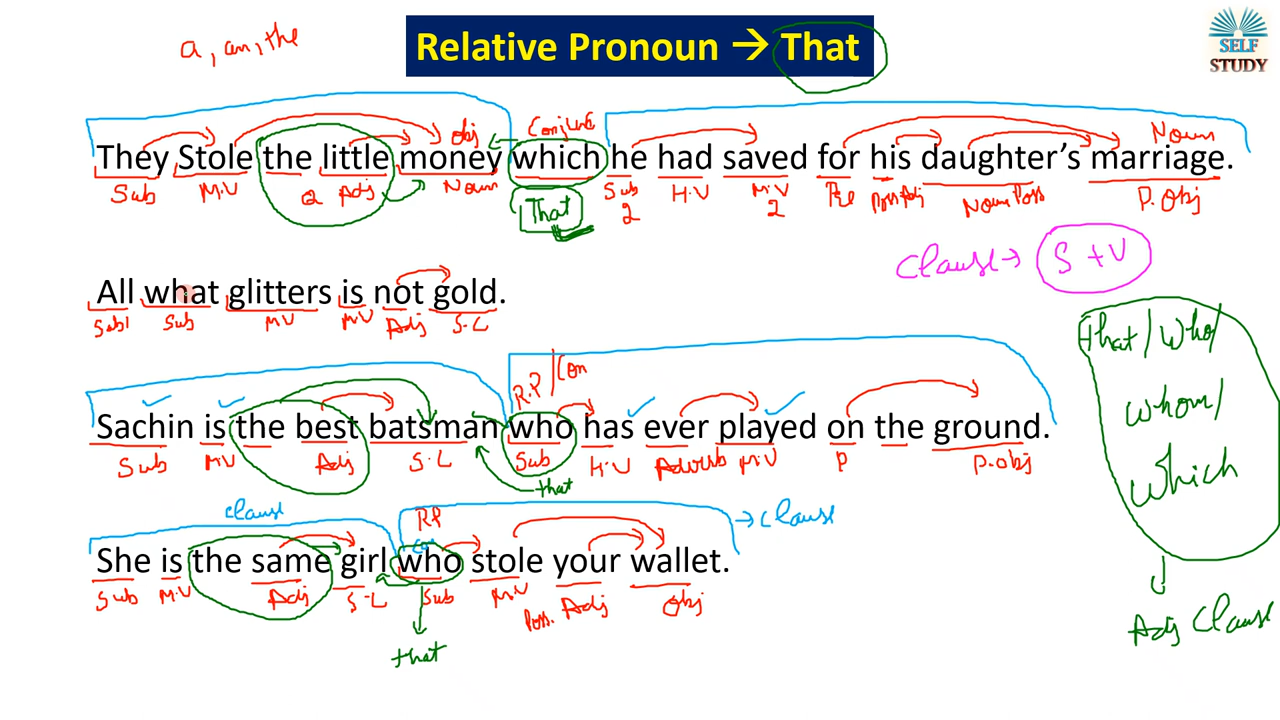 a, an, the
Relative Pronoun → That
SELF
STUDY
obj Conjunc Noun
They Stole the little money which he had saved for his daughter's marriage.
Sub M.V a Adj Noun That Sub 2 H.V M.V 2 Pre Poss Adj Noun Poss P. Obj
Clause → S + V
All what glitters is not gold.
Sub1 Sub M.V M.V Adj S.C
That / Who /
whom /
which
Adj Clause
R.P / Con
Sachin is the best batsman who has ever played on the ground.
Sub M.V Adj S.C Sub H.V Adverb M.V P P.Obj
that
clause R.P → Clause
She is the same girl who stole your wallet.
Sub M.V Adj S.C Sub M.V Poss. Adj Obj
that